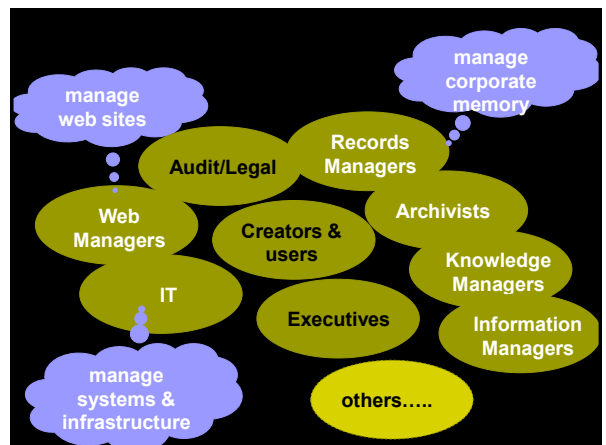 manage
web sites
manage
corporate
memory
Audit/Legal
Records
Managers
Web
Managers
Creators &
users
Archivists
IT
Knowledge
Managers
Executives
Information
Managers
manage
systems &
infrastructure
others…..